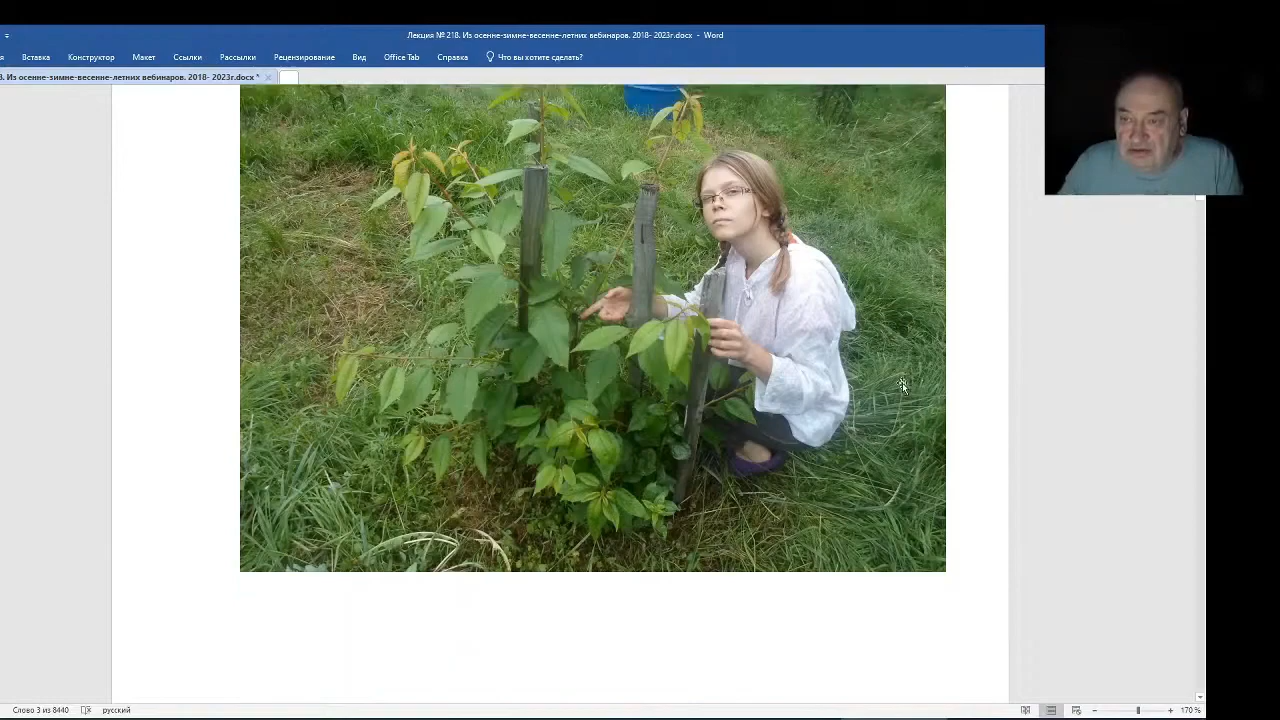 Лекция № 218. Из осенне-зимне-весенне-летних вебинаров. 2018- 2023г.docx - Word
я Вставка Конструктор Макет Ссылки Рассылки Рецензирование Вид Office Tab Справка Что вы хотите сделать?
8. Из осенне-зимне-весенне-летних вебинаров. 2018- 2023г.docx *
Слово 3 из 8440 русский 170 %